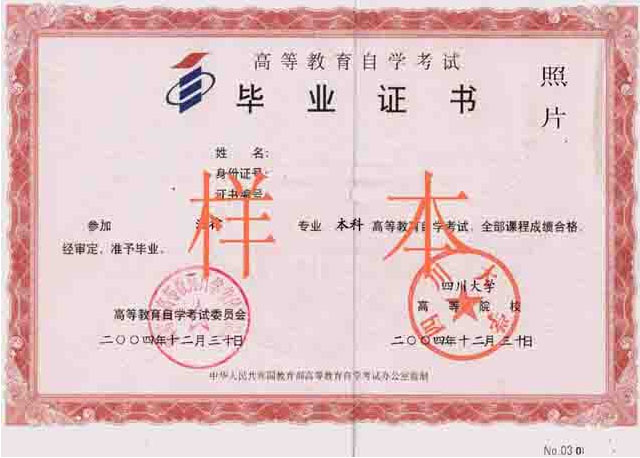 高等教育自学考试
毕业证书
照片
姓 名:
身份证号:
证书编号:
样本
参加 专业 本科 高等教育自学考试,全部课程成绩合格,
经审定,准予毕业。
高等教育自学考试委员会
四川大学
高等院校
二〇〇四年十二月三十日
二〇〇四年十二月三十日
四川大学
中华人民共和国教育部高等教育自学考试办公室监制
No.03